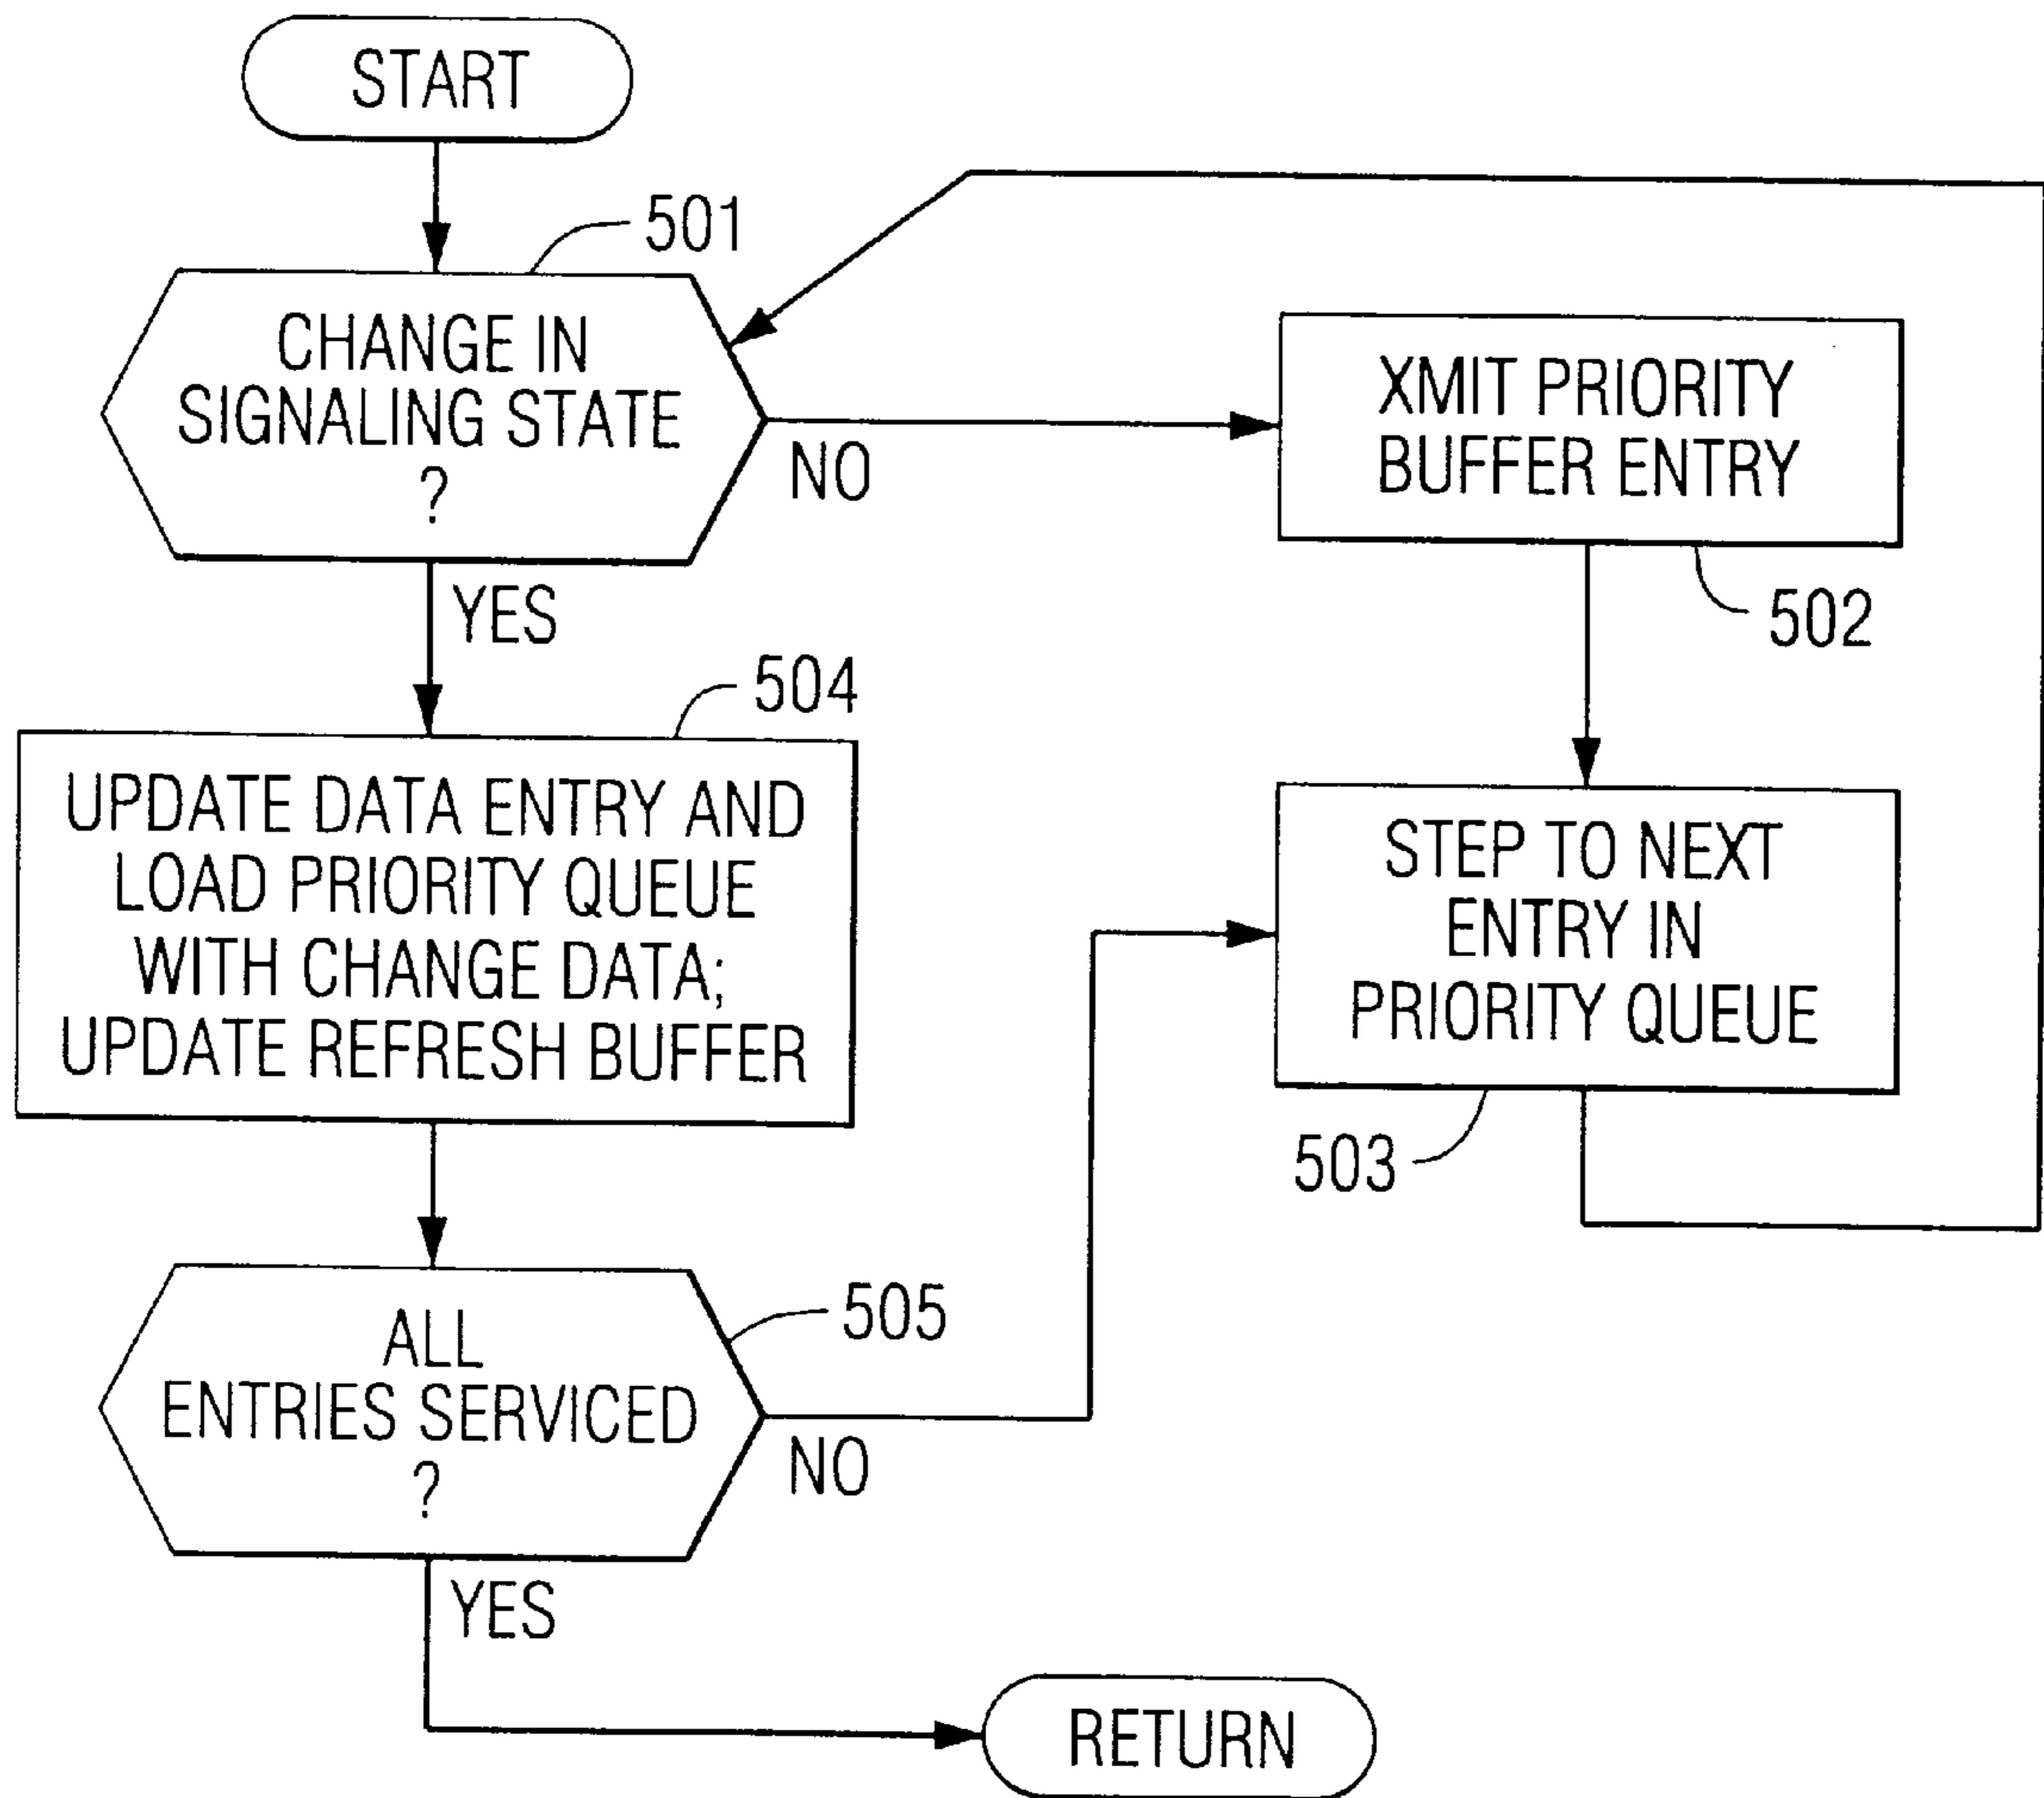 START
501
CHANGE IN
SIGNALING STATE
?
NO
YES
XMIT PRIORITY
BUFFER ENTRY
502
504
UPDATE DATA ENTRY AND
LOAD PRIORITY QUEUE
WITH CHANGE DATA;
UPDATE REFRESH BUFFER
STEP TO NEXT
ENTRY IN
PRIORITY QUEUE
503
505
ALL
ENTRIES SERVICED
?
NO
YES
RETURN